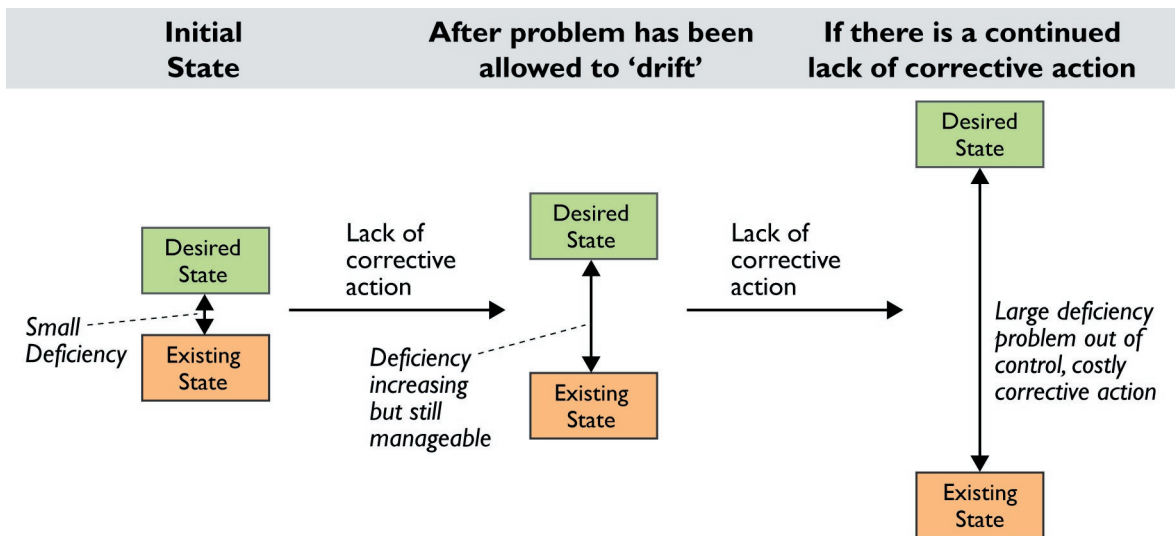 Initial
State
After problem has been
allowed to ‘drift’
If there is a continued
lack of corrective action
Desired
State
Small
Deficiency
Existing
State
Lack of
corrective
action
Desired
State
Deficiency
increasing
but still
manageable
Existing
State
Lack of
corrective
action
Desired
State
Large deficiency
problem out of
control, costly
corrective action
Existing
State